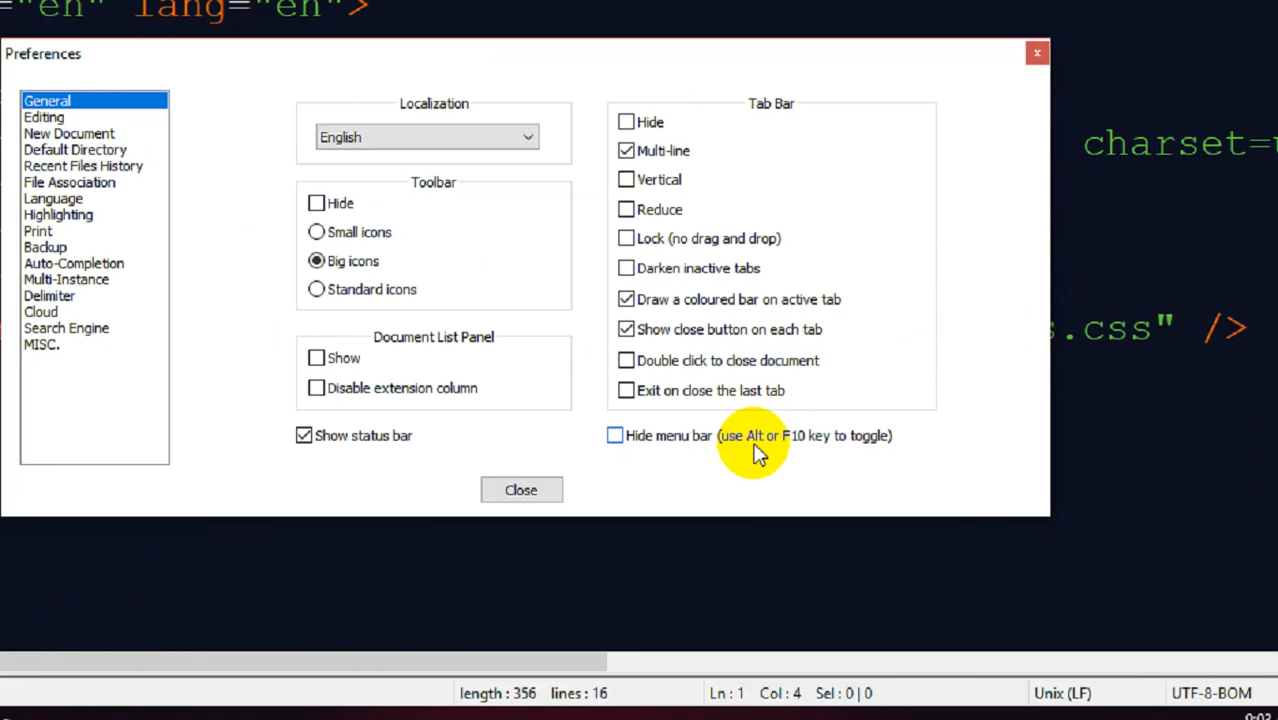 ="en" lang="en">
Preferences
x
General
Editing
New Document
Default Directory
Recent Files History
File Association
Language
Highlighting
Print
Backup
Auto-Completion
Multi-Instance
Delimiter
Cloud
Search Engine
MISC.
Localization
English
Toolbar
Hide
Small icons
Big icons
Standard icons
Document List Panel
Show
Disable extension column
Show status bar
Tab Bar
Hide
Multi-line
Vertical
Reduce
Lock (no drag and drop)
Darken inactive tabs
Draw a coloured bar on active tab
Show close button on each tab
Double click to close document
Exit on close the last tab
Hide menu bar (use Alt or F10 key to toggle)
Close
charset=
s.css" />
length : 356 lines : 16
Ln : 1 Col : 4 Sel : 0 | 0
Unix (LF)
UTF-8-BOM